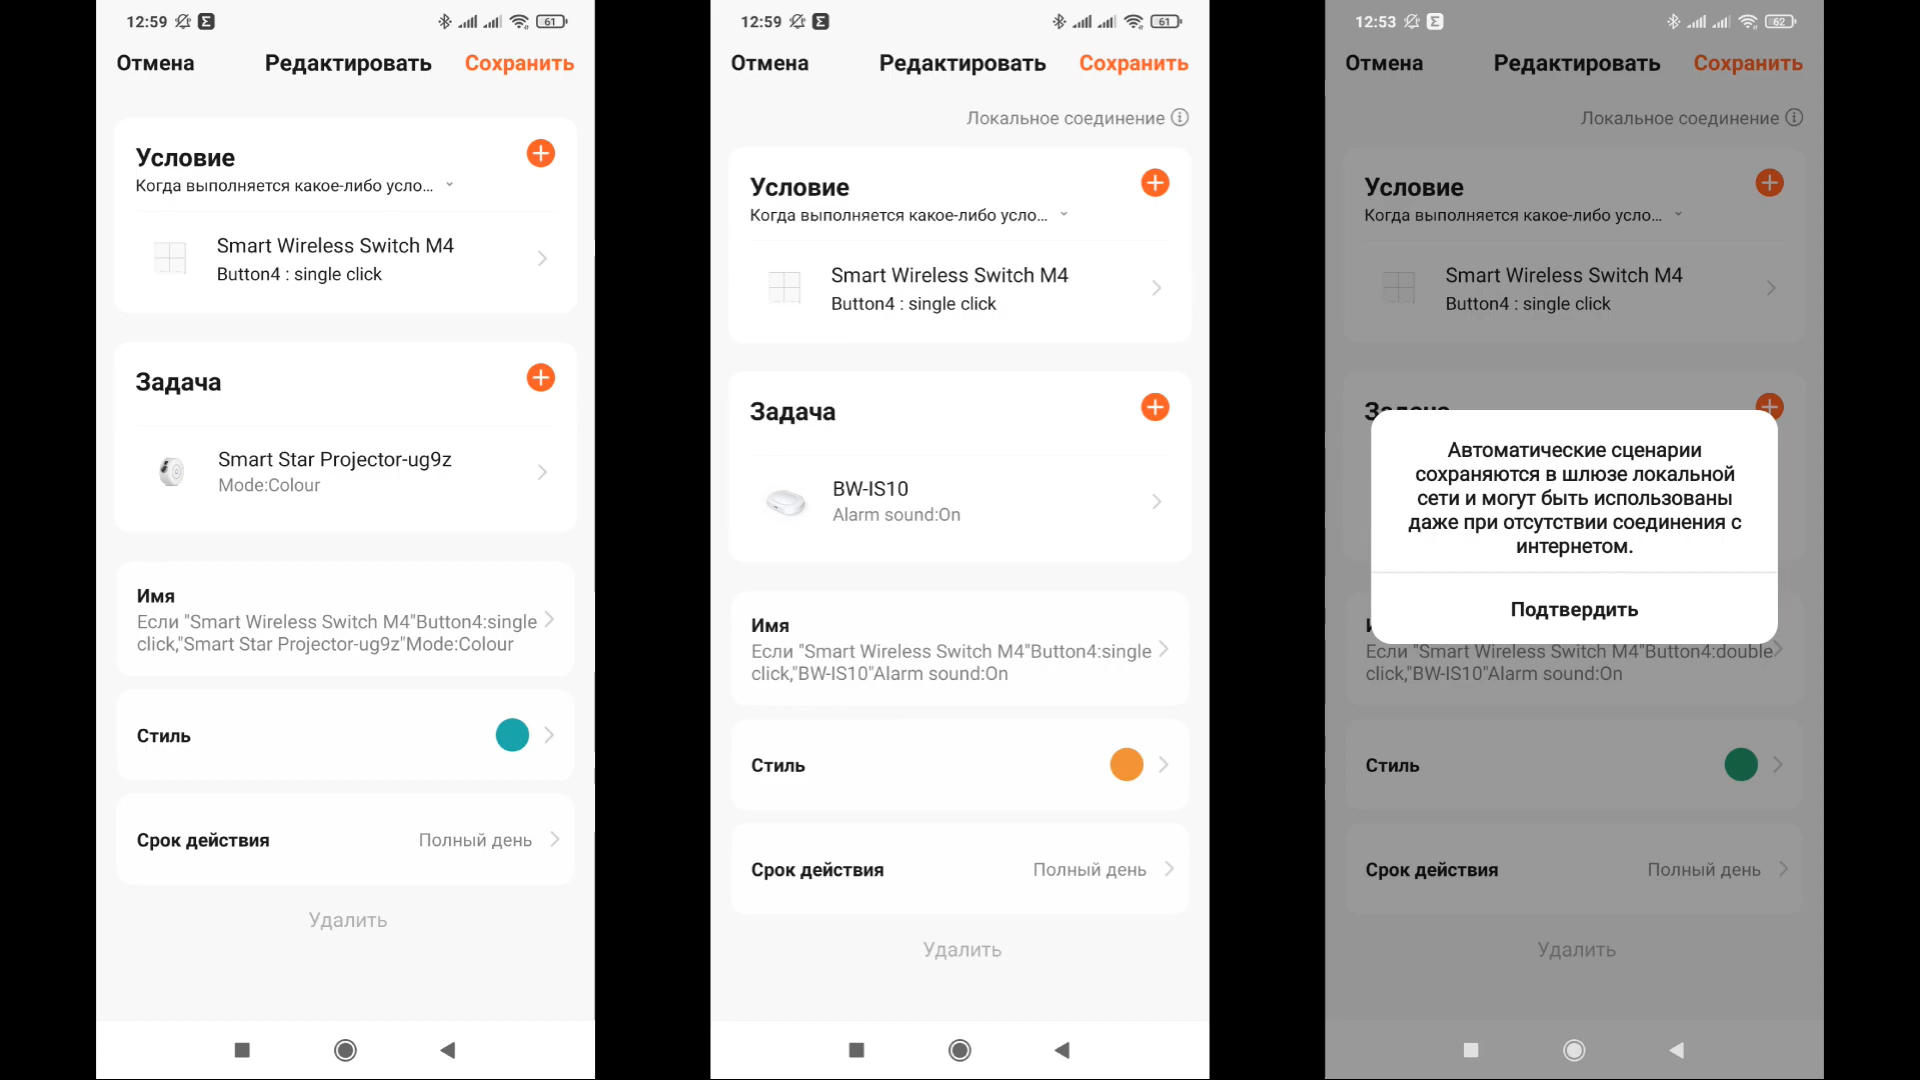 12:59
61
Отмена
Редактировать
Сохранить
Условие
Когда выполняется какое-либо усло...
Smart Wireless Switch M4
Button4 : single click
Задача
Smart Star Projector-ug9z
Mode:Colour
Имя
Если "Smart Wireless Switch M4"Button4:single
click,"Smart Star Projector-ug9z"Mode:Colour
Стиль
Срок действия
Полный день
Удалить
12:59
61
Отмена
Редактировать
Сохранить
Локальное соединение
Условие
Когда выполняется какое-либо усло...
Smart Wireless Switch M4
Button4 : single click
Задача
BW-IS10
Alarm sound:On
Имя
Если "Smart Wireless Switch M4"Button4:single
click,"BW-IS10"Alarm sound:On
Стиль
Срок действия
Полный день
Удалить
12:53
62
Отмена
Редактировать
Сохранить
Локальное соединение
Условие
Когда выполняется какое-либо усло...
Smart Wireless Switch M4
Button4 : single click
Задача
Автоматические сценарии
сохраняются в шлюзе локальной
сети и могут быть использованы
даже при отсутствии соединения с
интернетом.
Подтвердить
Если "Smart Wireless Switch M4"Button4:double
click,"BW-IS10"Alarm sound:On
Стиль
Срок действия
Полный день
Удалить